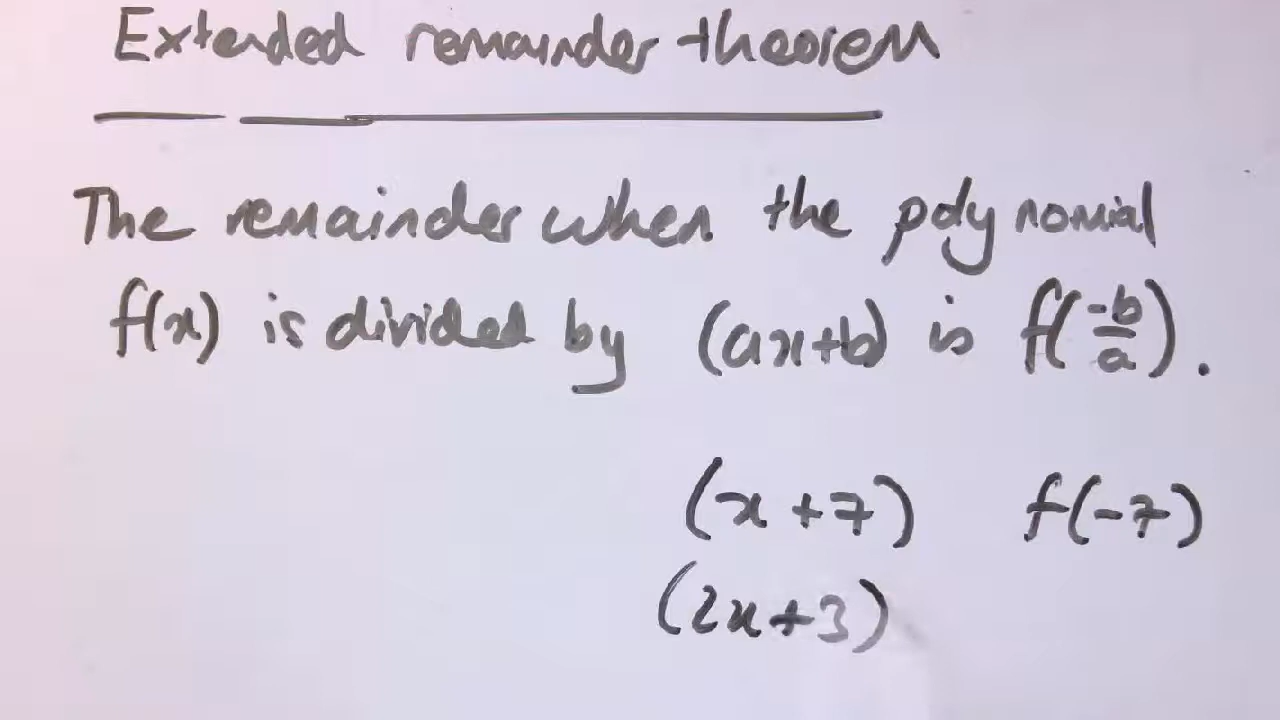 Extended remainder theorem
The remainder when the polynomial
f(x) is divided by (ax+b) is f(-b/a).
(x+7) f(-7)
(2x+3)